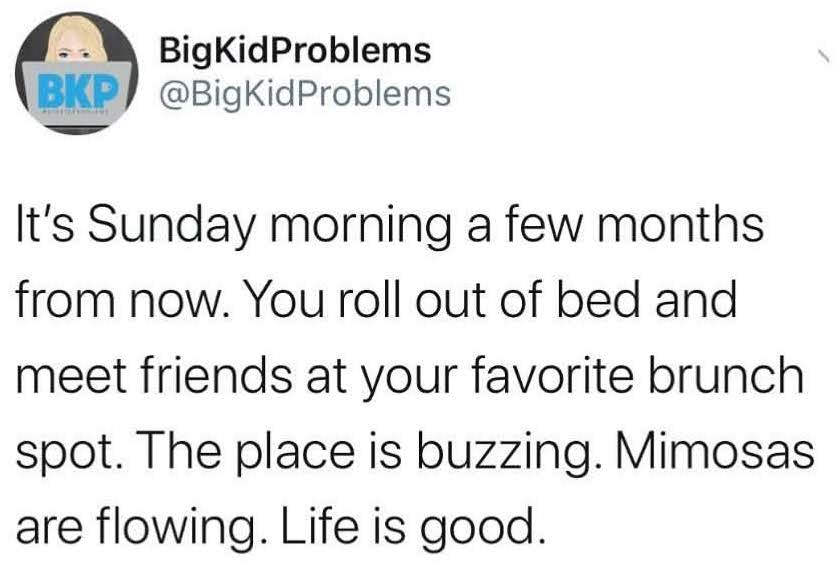 BKP
BigKidProblems
@BigKidProblems
It's Sunday morning a few months
from now. You roll out of bed and
meet friends at your favorite brunch
spot. The place is buzzing. Mimosas
are flowing. Life is good.